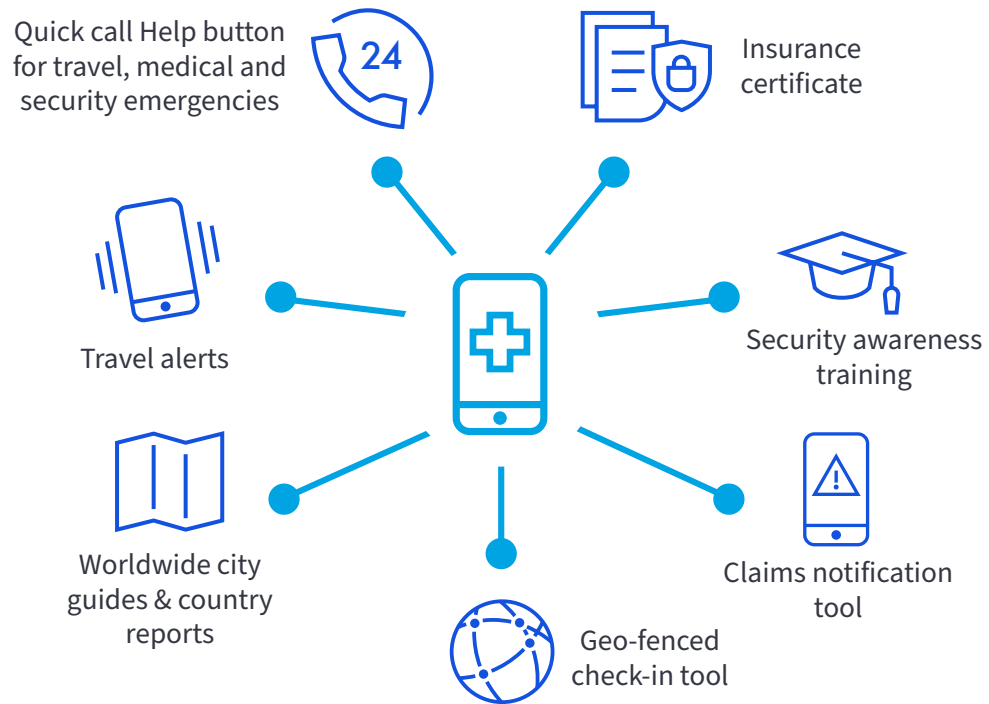 Quick call Help button
for travel, medical and
security emergencies
24
Insurance
certificate
Travel alerts
Security awareness
training
Worldwide city
guides & country
reports
Claims notification
tool
Geo-fenced
check-in tool